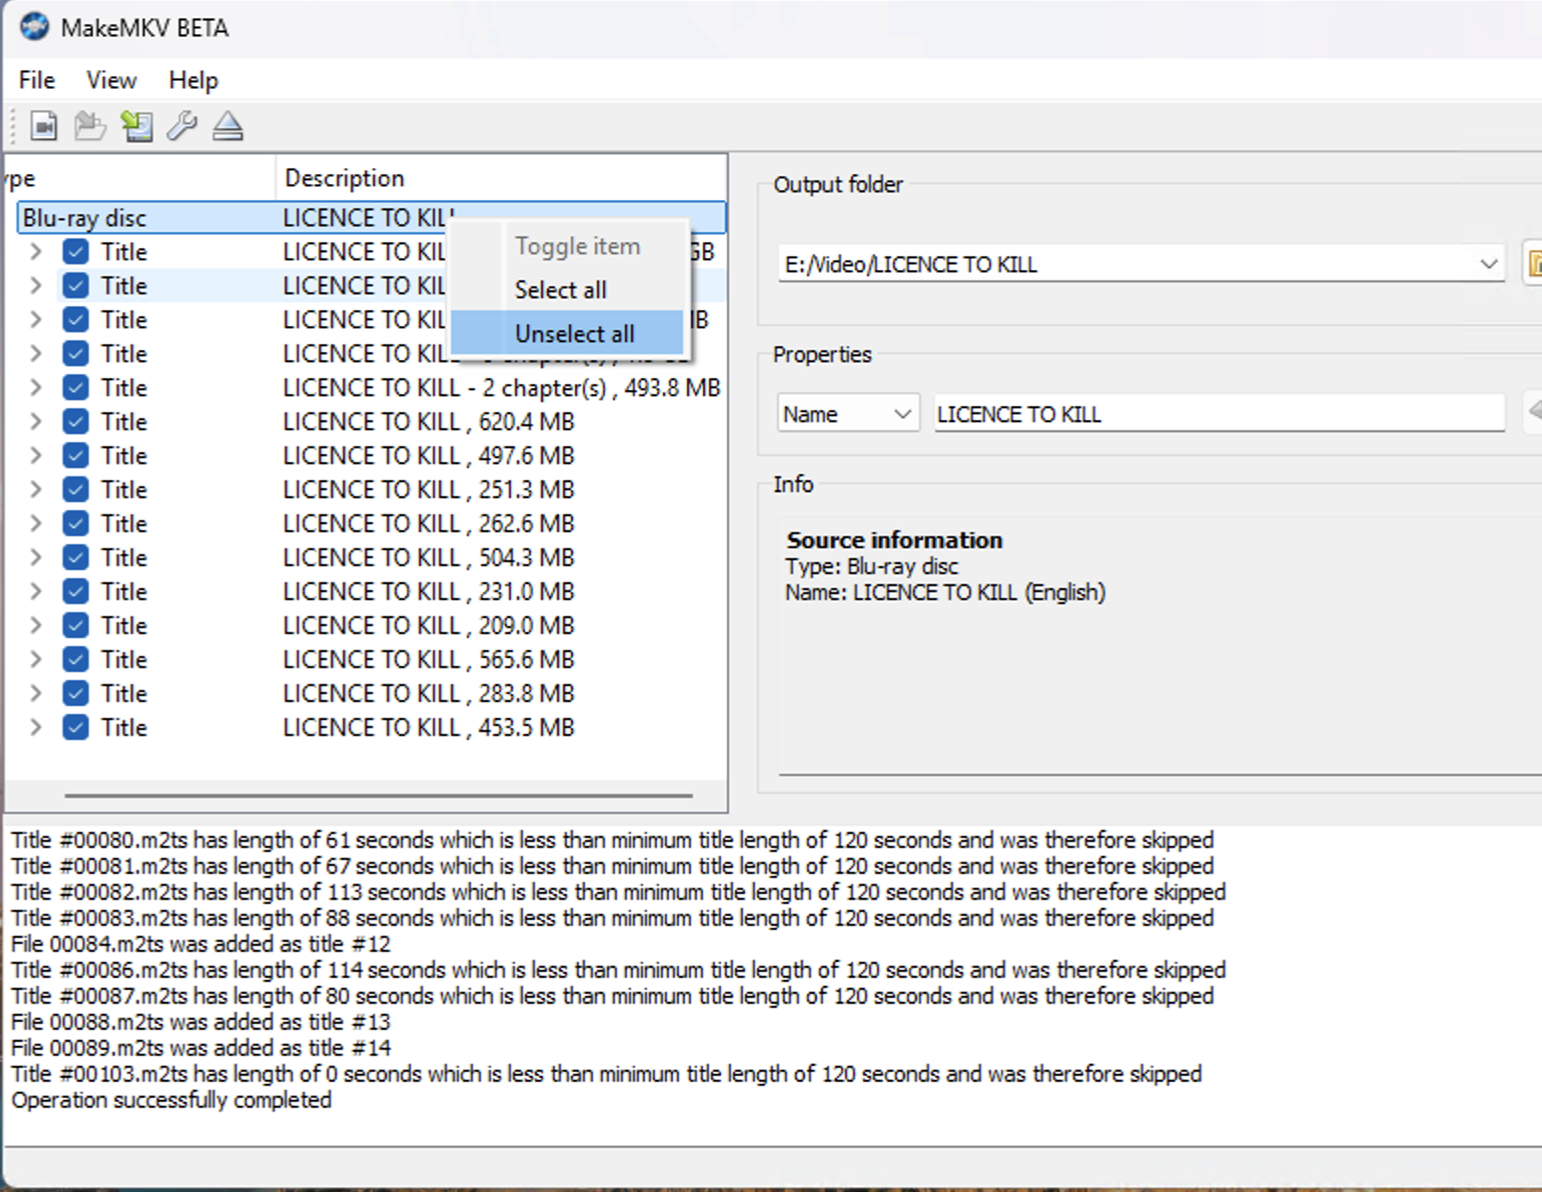 MakeMKV BETA
File View Help
Description
Blu-ray disc LICENCE TO KILL
Title LICENCE TO KIL GB
Title LICENCE TO KIL
Title LICENCE TO KIL
Title LICENCE TO KILL
Title LICENCE TO KILL - 2 chapter(s) , 493.8 MB
Title LICENCE TO KILL , 620.4 MB
Title LICENCE TO KILL , 497.6 MB
Title LICENCE TO KILL , 251.3 MB
Title LICENCE TO KILL , 262.6 MB
Title LICENCE TO KILL , 504.3 MB
Title LICENCE TO KILL , 231.0 MB
Title LICENCE TO KILL , 209.0 MB
Title LICENCE TO KILL , 565.6 MB
Title LICENCE TO KILL , 283.8 MB
Title LICENCE TO KILL , 453.5 MB
Toggle item
Select all
Unselect all
Output folder
E:/Video/LICENCE TO KILL
Properties
Name LICENCE TO KILL
Info
Source information
Type: Blu-ray disc
Name: LICENCE TO KILL (English)
Title #00080.m2ts has length of 61 seconds which is less than minimum title length of 120 seconds and was therefore skipped
Title #00081.m2ts has length of 67 seconds which is less than minimum title length of 120 seconds and was therefore skipped
Title #00082.m2ts has length of 113 seconds which is less than minimum title length of 120 seconds and was therefore skipped
Title #00083.m2ts has length of 88 seconds which is less than minimum title length of 120 seconds and was therefore skipped
File 00084.m2ts was added as title #12
Title #00086.m2ts has length of 114 seconds which is less than minimum title length of 120 seconds and was therefore skipped
Title #00087.m2ts has length of 80 seconds which is less than minimum title length of 120 seconds and was therefore skipped
File 00088.m2ts was added as title #13
File 00089.m2ts was added as title #14
Title #00103.m2ts has length of 0 seconds which is less than minimum title length of 120 seconds and was therefore skipped
Operation successfully completed